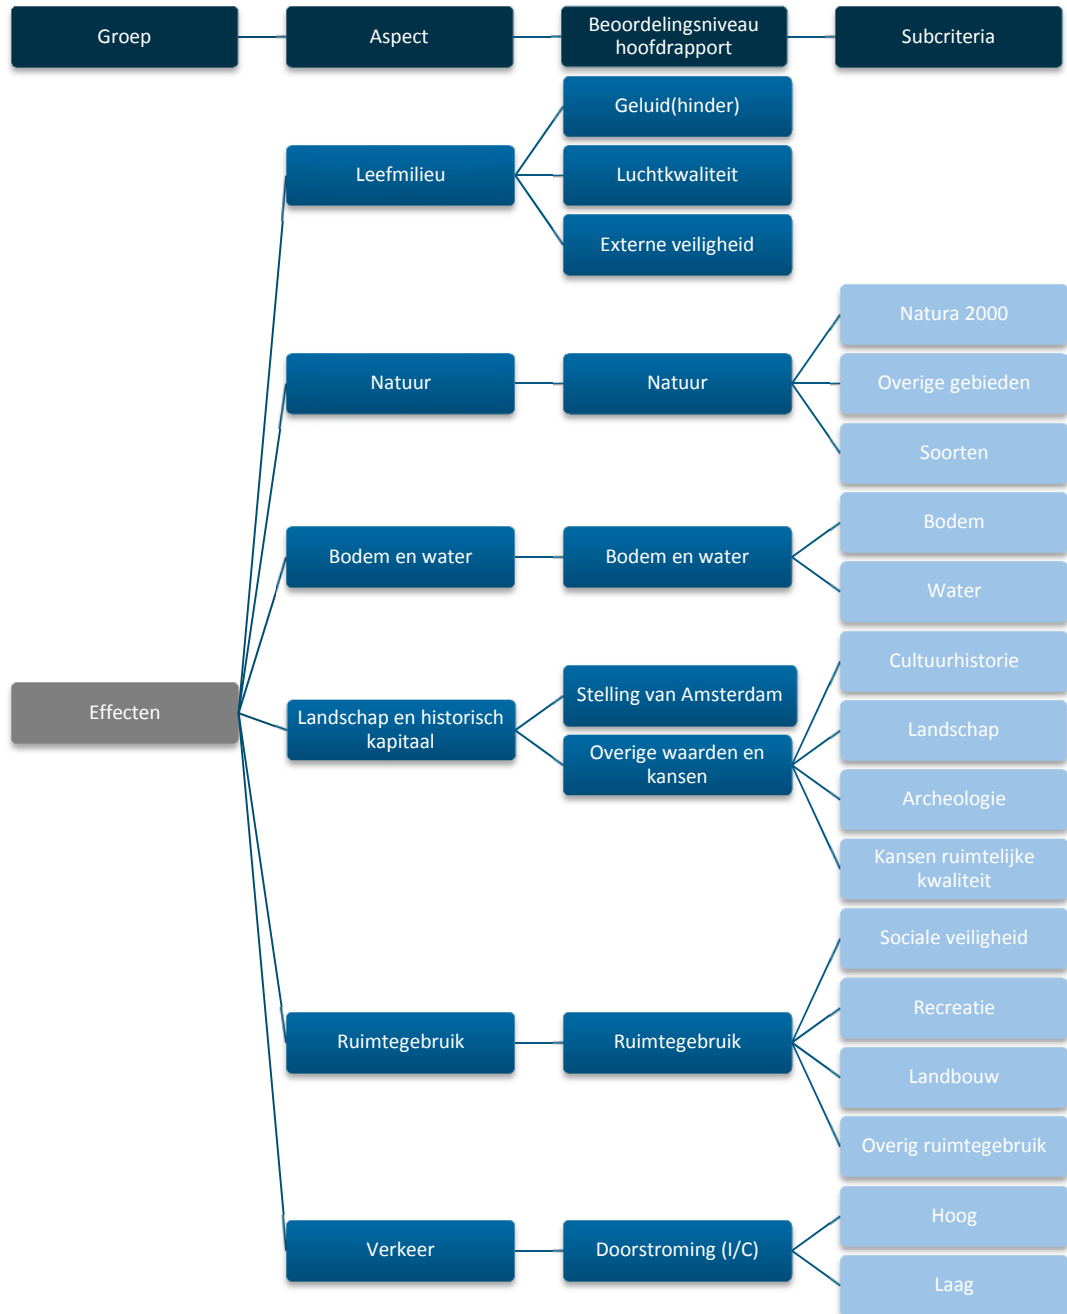 Groep
Aspect
Beoordelingsniveau
hoofdrapport
Subcriteria
Geluid(hinder)
Leefmilieu
Luchtkwaliteit
Externe veiligheid
Natura 2000
Natuur
Natuur
Overige gebieden
Soorten
Bodem
Bodem en water
Bodem en water
Water
Cultuurhistorie
Effecten
Landschap en historisch
kapitaal
Stelling van Amsterdam
Overige waarden en
kansen
Landschap
Archeologie
Kansen ruimtelijke
kwaliteit
Sociale veiligheid
Recreatie
Ruimtegebruik
Ruimtegebruik
Landbouw
Overig ruimtegebruik
Hoog
Verkeer
Doorstroming (I/C)
Laag